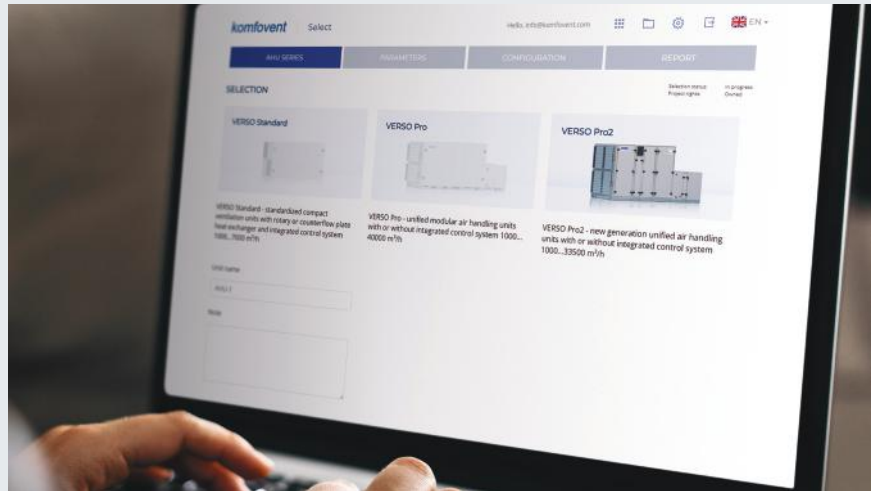 komfovent Select Hello, info@komfovent.com EN
AHU SERIES PARAMETERS CONFIGURATION REPORT
SELECTION
Selection status In progress
Project rights Owned
VERSO Standard
VERSO Pro
VERSO Pro2
VERSO Standard - standardized compact
ventilation units with rotary or counterflow plate
heat exchanger and integrated control system
1000...7000 m³/h
VERSO Pro - unified modular air handling units
with or without integrated control system 1000...
40000 m³/h
VERSO Pro2 - new generation unified air handling
units with or without integrated control system
1000...33500 m³/h
Unit name
AHU-1
Note